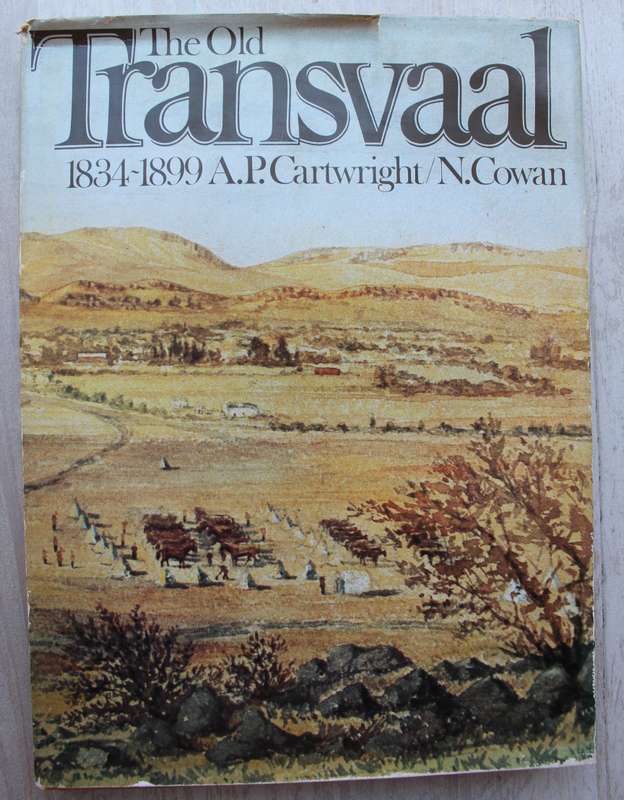 The Old
Transvaal
1834~1899 A.P. Cartwright/N. Cowan